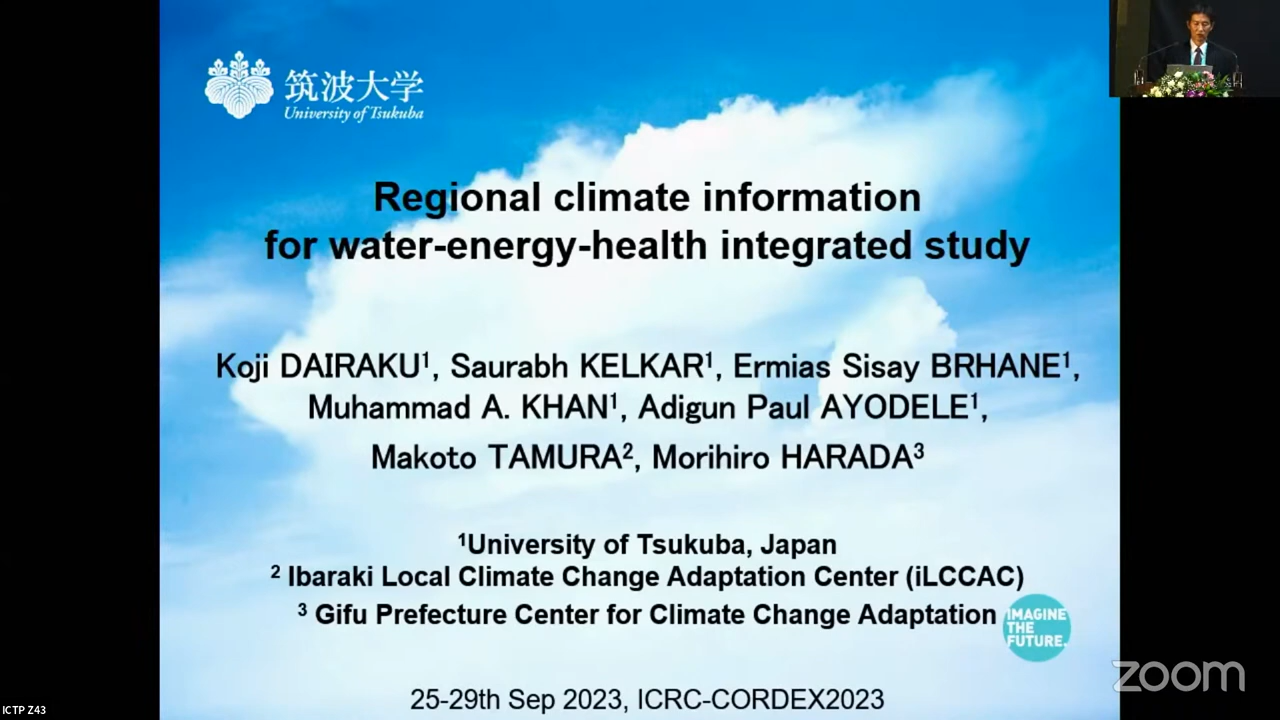 筑波大学
University of Tsukuba
Regional climate information
for water-energy-health integrated study
Koji DAIRAKU¹, Saurabh KELKAR¹, Ermias Sisay BRHANE¹,
Muhammad A. KHAN¹, Adigun Paul AYODELE¹,
Makoto TAMURA², Morihiro HARADA³
¹University of Tsukuba, Japan
² Ibaraki Local Climate Change Adaptation Center (iLCCAC)
³ Gifu Prefecture Center for Climate Change Adaptation
IMAGINE
THE
FUTURE.
25-29th Sep 2023, ICRC-CORDEX2023
zoom
ICTP Z43